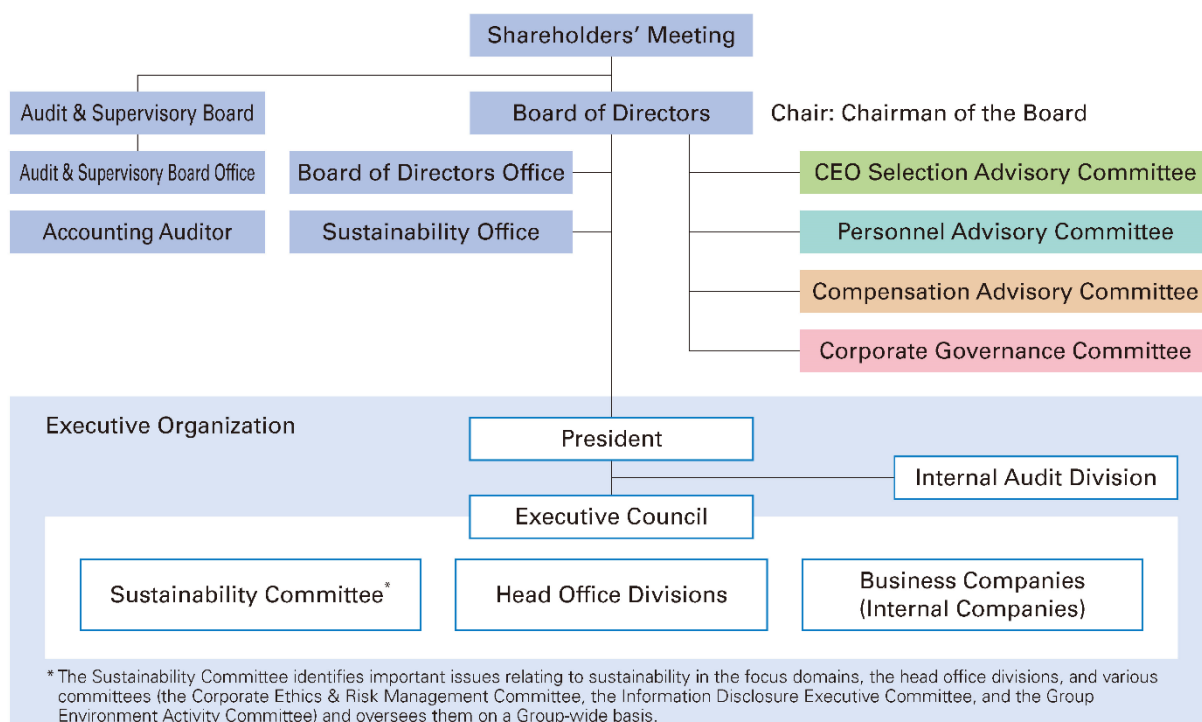 Shareholders' Meeting
Audit & Supervisory Board
Board of Directors
Chair: Chairman of the Board
Audit & Supervisory Board Office
Board of Directors Office
CEO Selection Advisory Committee
Accounting Auditor
Sustainability Office
Personnel Advisory Committee
Compensation Advisory Committee
Corporate Governance Committee
Executive Organization
President
Internal Audit Division
Executive Council
Sustainability Committee*
Head Office Divisions
Business Companies
(Internal Companies)
* The Sustainability Committee identifies important issues relating to sustainability in the focus domains, the head office divisions, and various
committees (the Corporate Ethics & Risk Management Committee, the Information Disclosure Executive Committee, and the Group
Environment Activity Committee) and oversees them on a Group-wide basis.